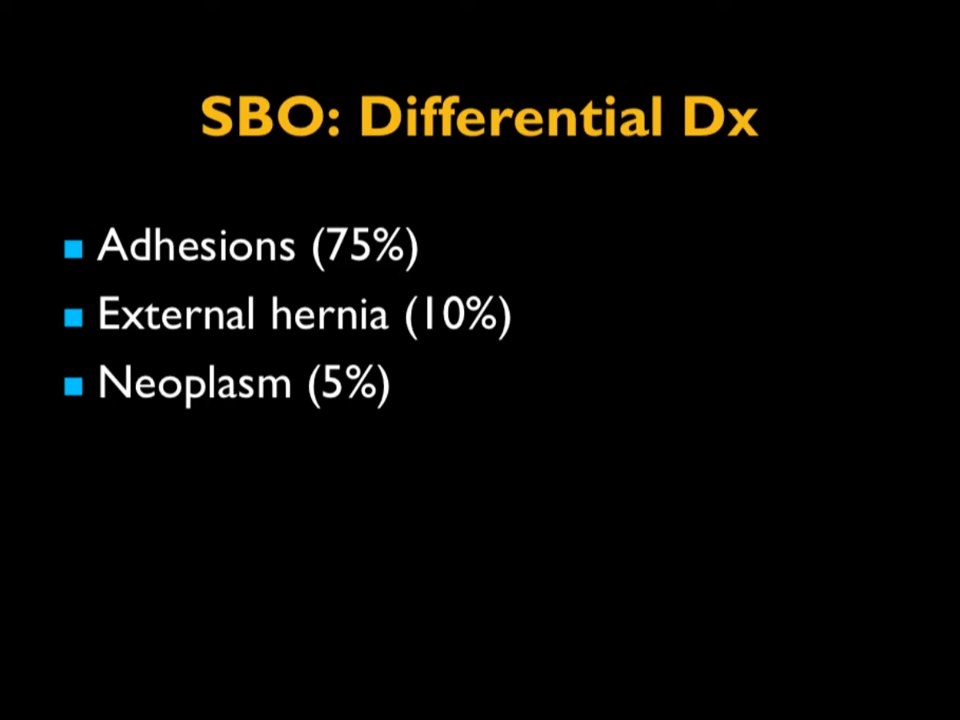 SBO: Differential Dx
Adhesions (75%)
External hernia (10%)
Neoplasm (5%)